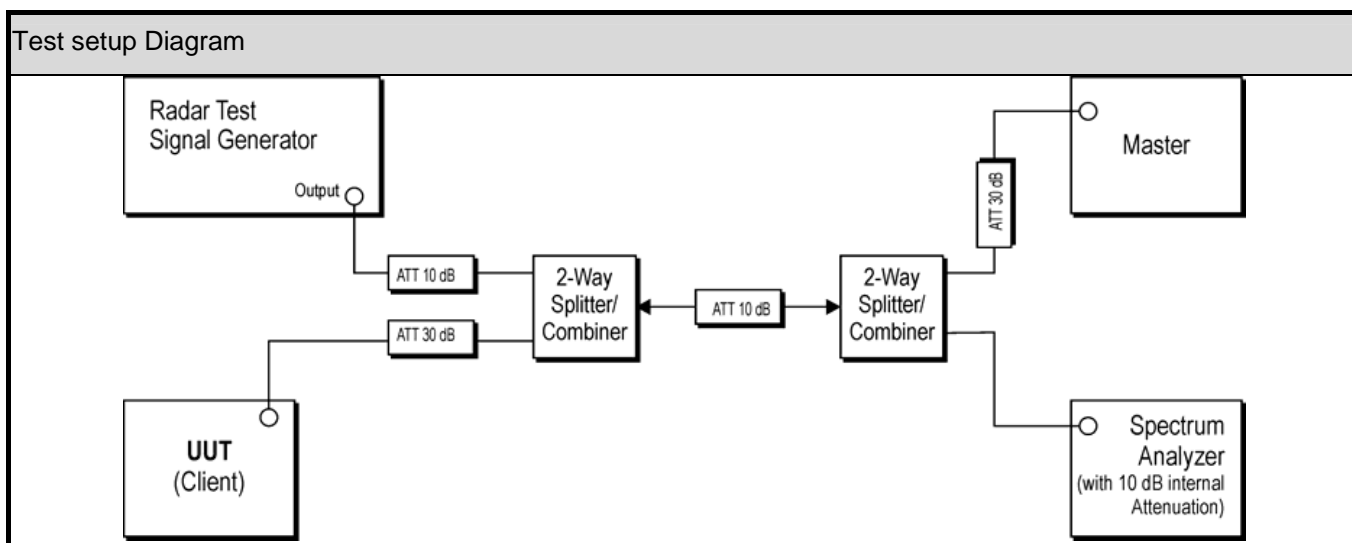 Test setup Diagram
Radar Test
Signal Generator
Output
Master
ATT 30 dB
ATT 10 dB
2-Way
Splitter/
Combiner
ATT 10 dB
2-Way
Splitter/
Combiner
ATT 30 dB
UUT
(Client)
Spectrum
Analyzer
(with 10 dB internal
Attenuation)